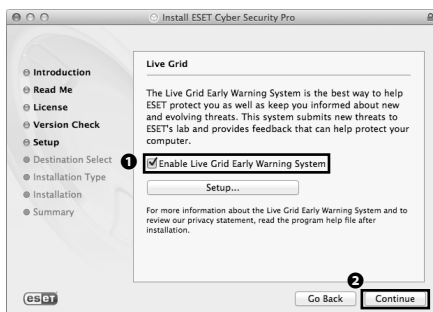 Install ESET Cyber Security Pro
Introduction
Read Me
License
Version Check
Setup
Destination Select
Installation Type
Installation
Summary
Live Grid
The Live Grid Early Warning System is the best way to help
ESET protect you as well as keep you informed about new
and evolving threats. This system submits new threats to
ESET's lab and provides feedback that can help protect your
computer.
1
Enable Live Grid Early Warning System
Setup...
For more information about the Live Grid Early Warning System and to
review our privacy statement, read the program help file after
installation.
2
eset
Go Back
Continue